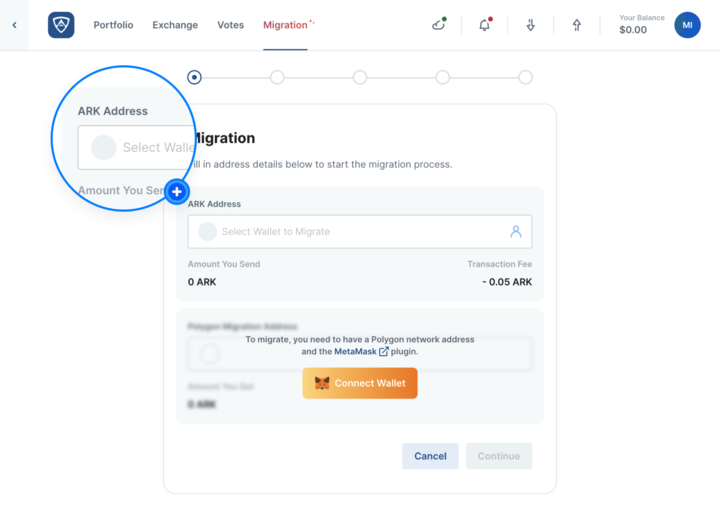 Portfolio
Exchange
Votes
Migration
Your Balance
$0.00
MI
ARK Address
Select Wall
Amount You
Migration
ill in address details below to start the migration process.
ARK Address
Select Wallet to Migrate
Amount You Send
Transaction Fee
0 ARK
- 0.05 ARK
Polygon Migration Address
To migrate, you need to have a Polygon network address
and the MetaMask plugin.
Connect Wallet
Amount You Get
0 ARK
Cancel
Continue